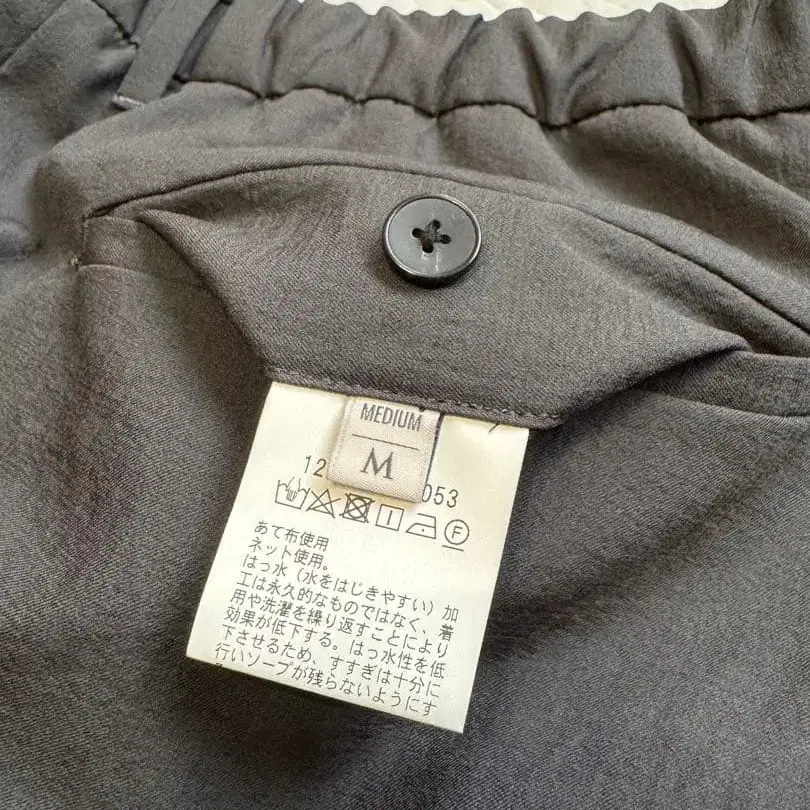 MEDIUM
M
12 053
あて布使用
ネット使用。
はっ水（水をはじきやすい）加
工は永久的なものではなく、着
用や洗濯を繰り返すことにより
効果が低下する。はっ水性を低
下させるため、すすぎは十分に
行いソープが残らないようにす